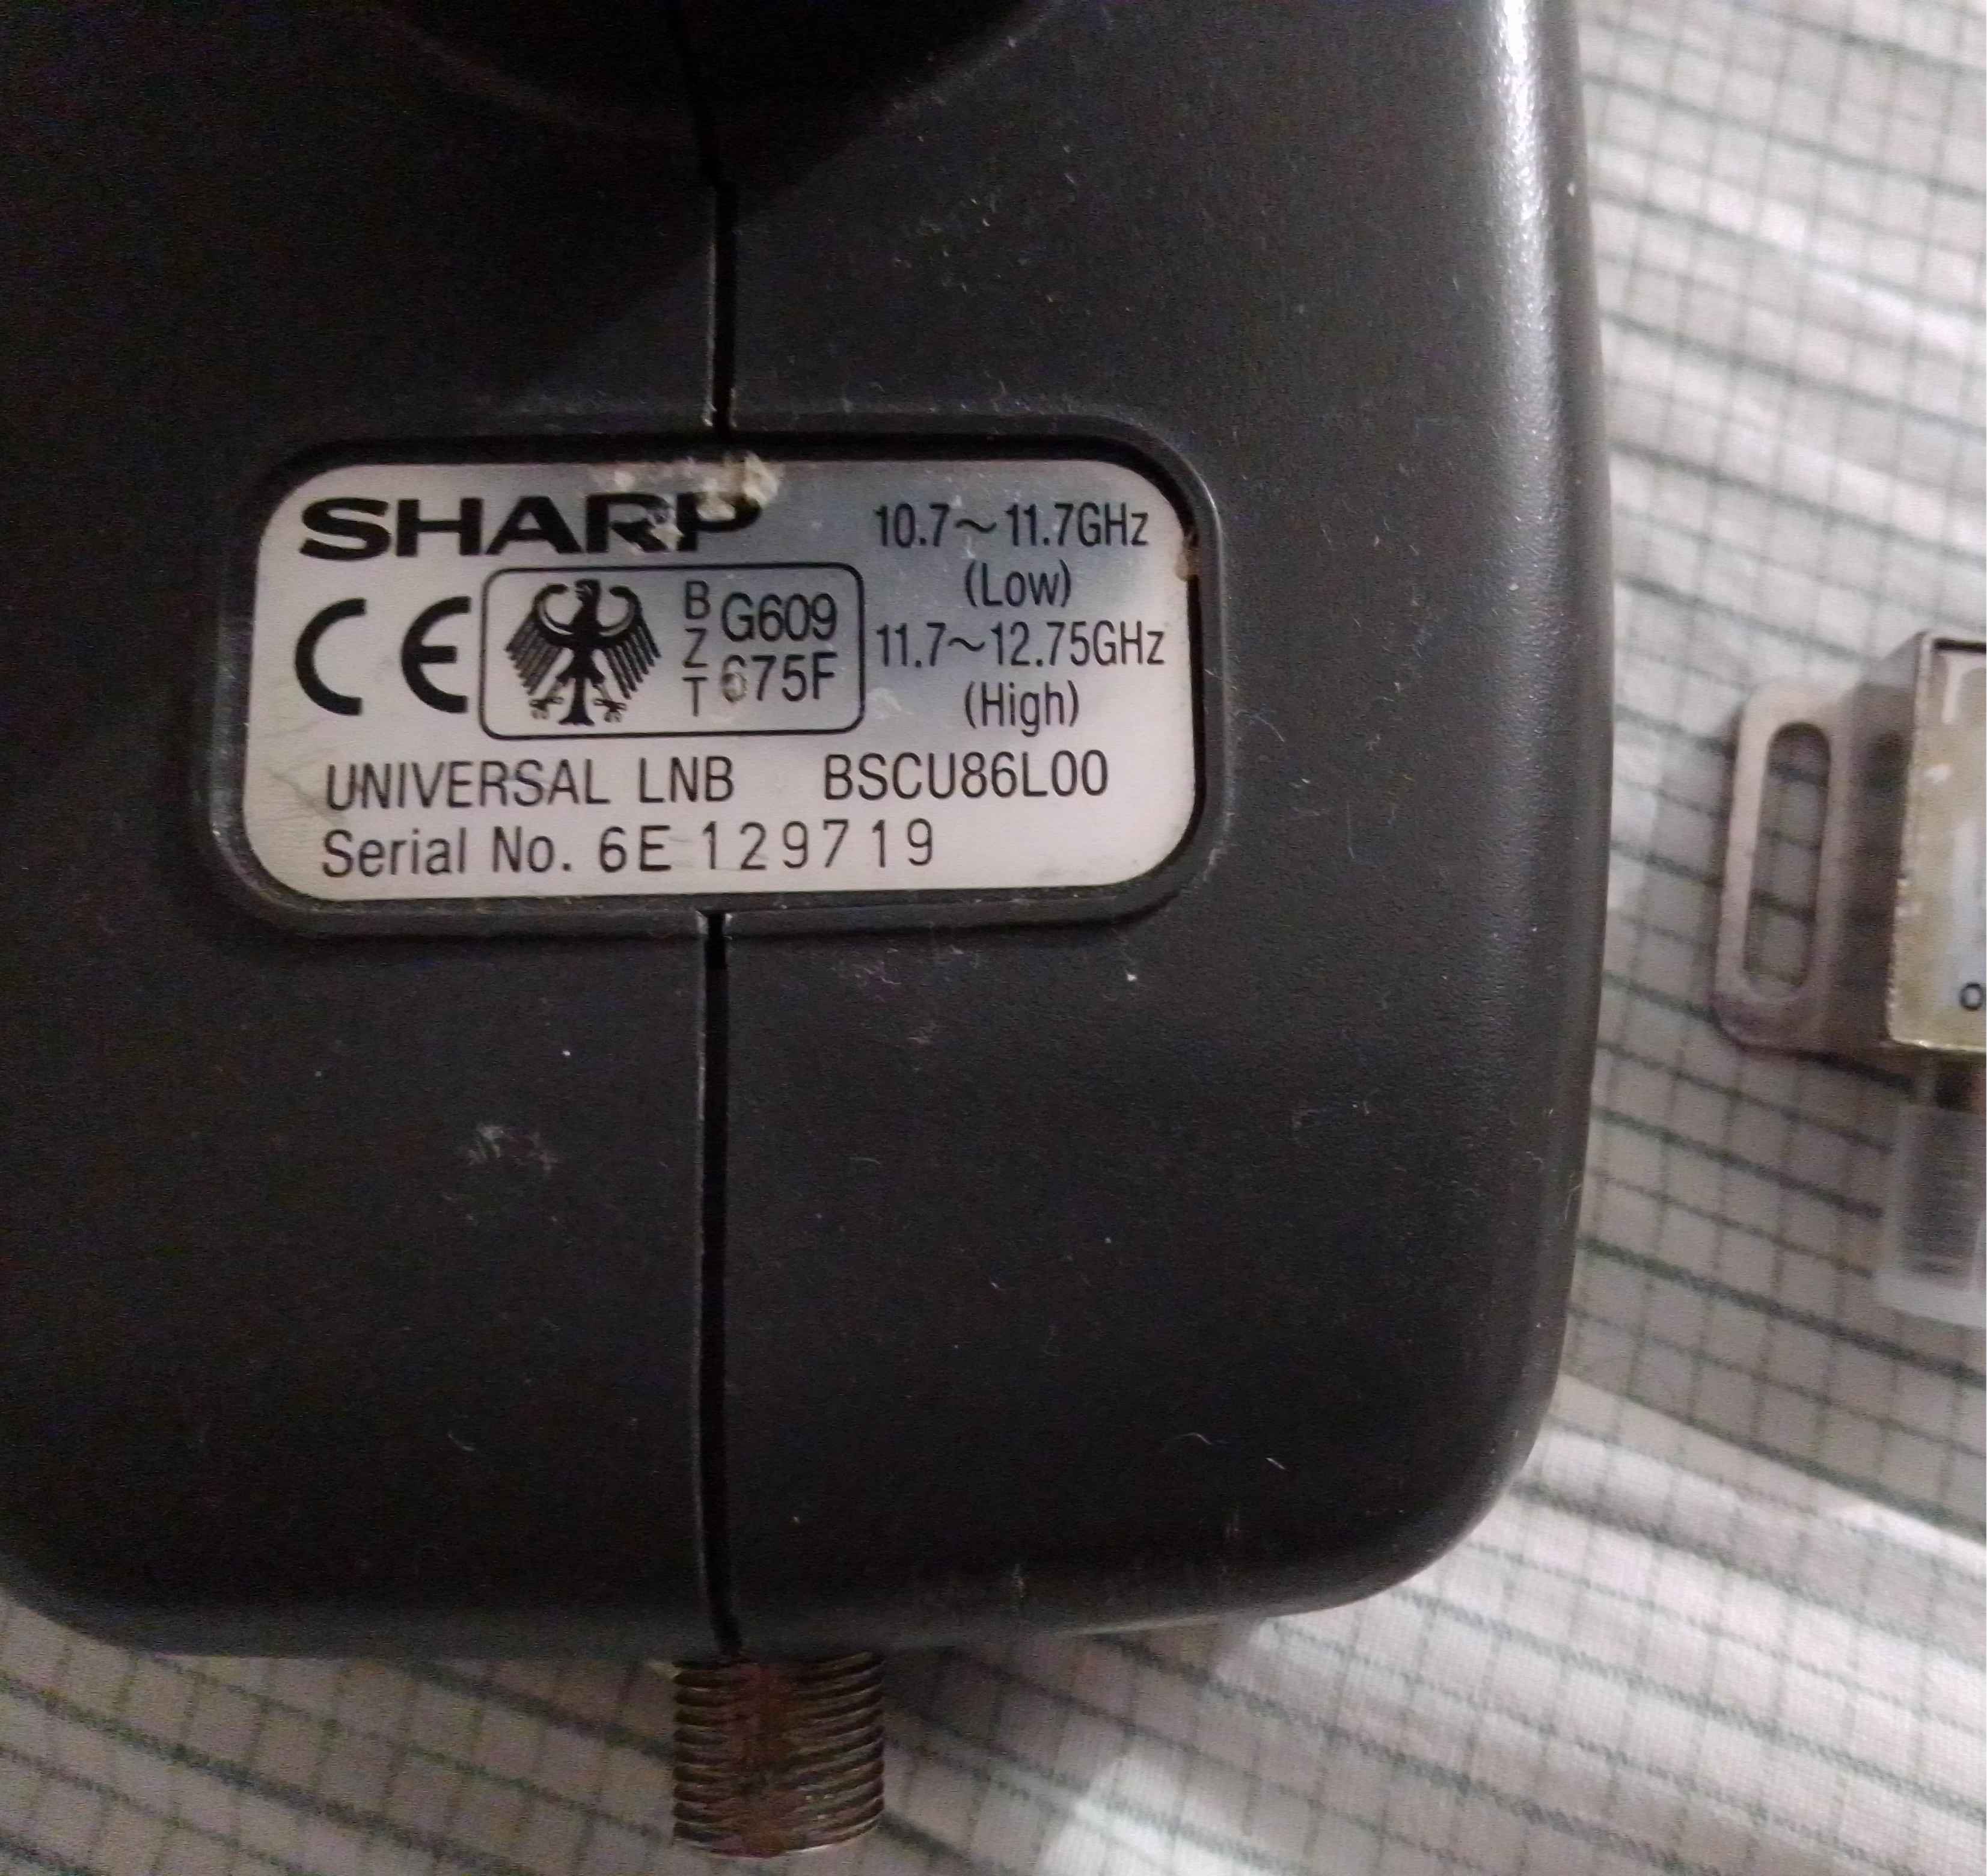 SHARP
10.7~11.7GHz
(Low)
CE
BZT
G609
675F
11.7~12.75GHz
(High)
UNIVERSAL LNB BSCU86L00
Serial No. 6E 129719